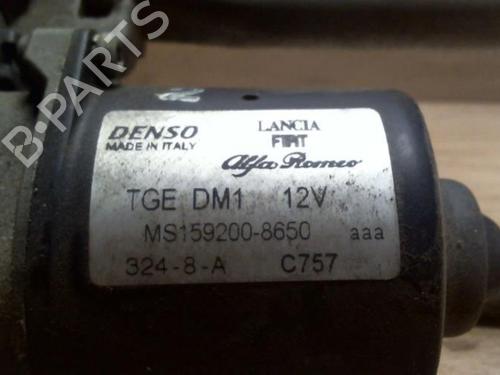 B-PARTS
DENSO LANCIA
MADE IN ITALY FIAT
Alfa Romeo
TGE DM1 12V
MS159200-8650 aaa
324-8-A C757